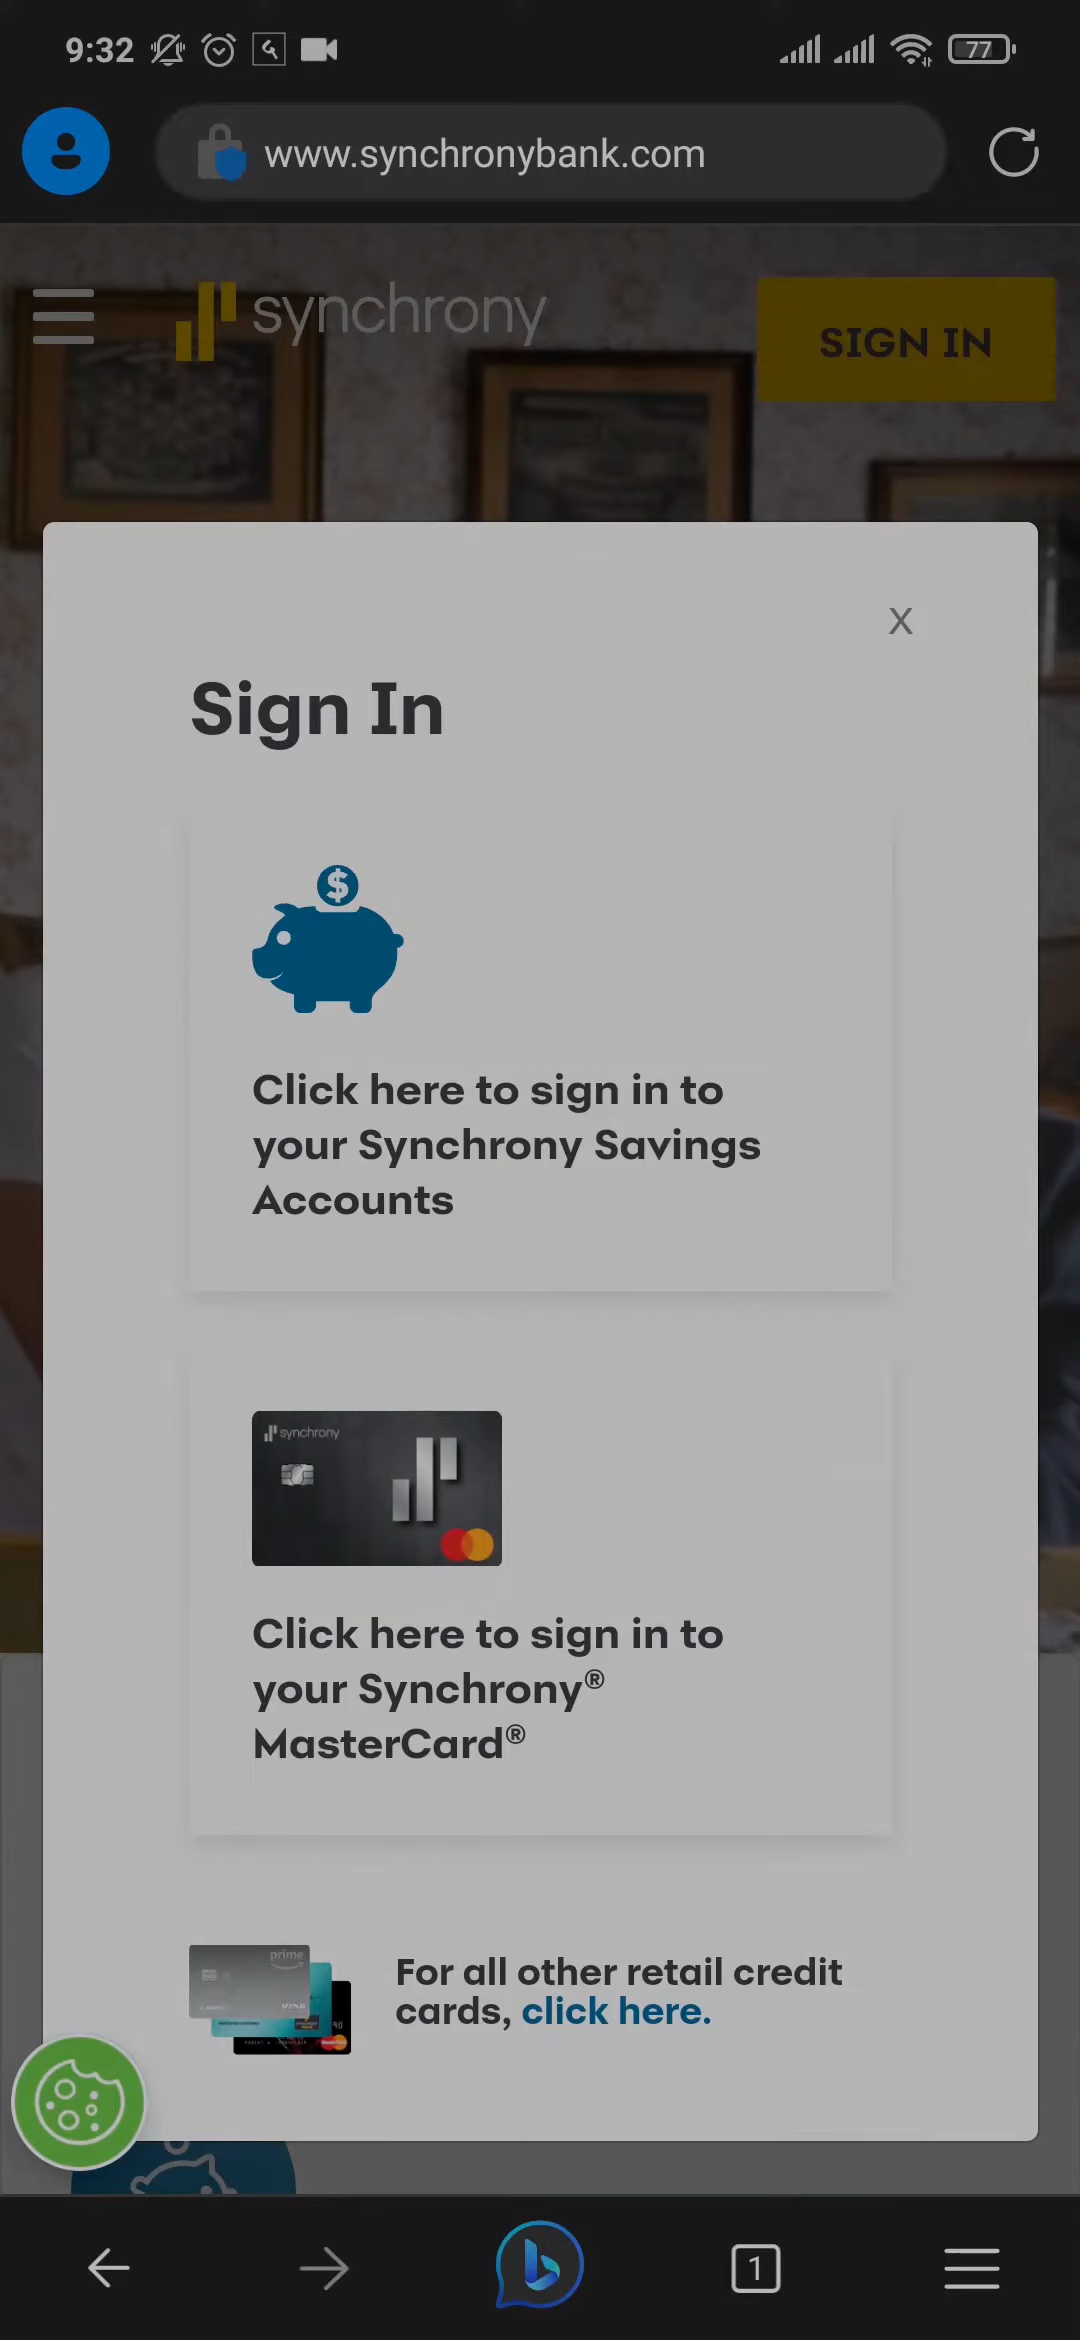 9:32
77
www.synchronybank.com
synchrony
SIGN IN
X
Sign In
$
Click here to sign in to
your Synchrony Savings
Accounts
synchrony
Click here to sign in to
your Synchrony®
MasterCard®
prime
VISA
For all other retail credit
cards, click here.
1